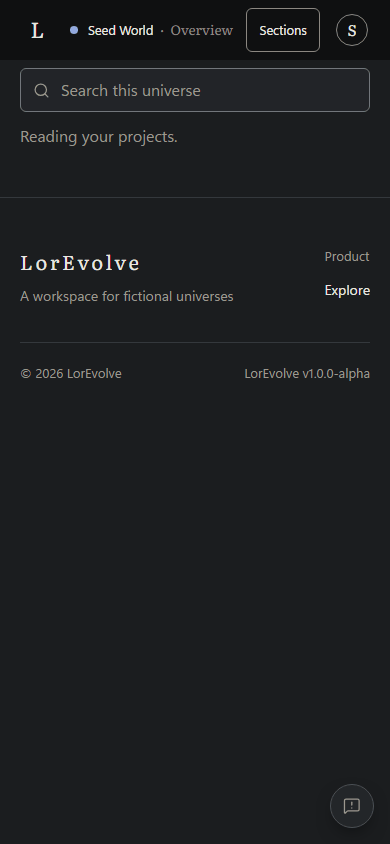 L
Seed World · Overview
Sections
S
Search this universe
Reading your projects.
LorEvolve
A workspace for fictional universes
Product
Explore
© 2026 LorEvolve
LorEvolve v1.0.0-alpha